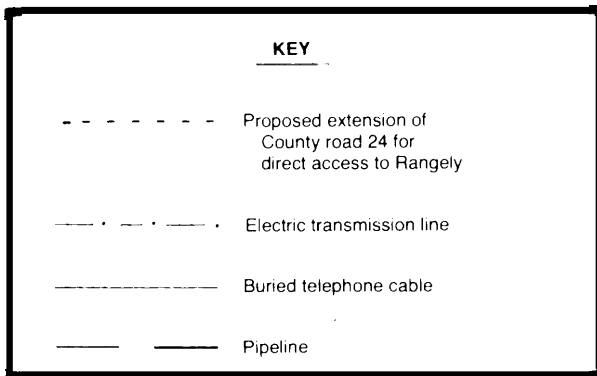 KEY
Proposed extension of
County road 24 for
direct access to Rangely
Electric transmission line
Buried telephone cable
Pipeline